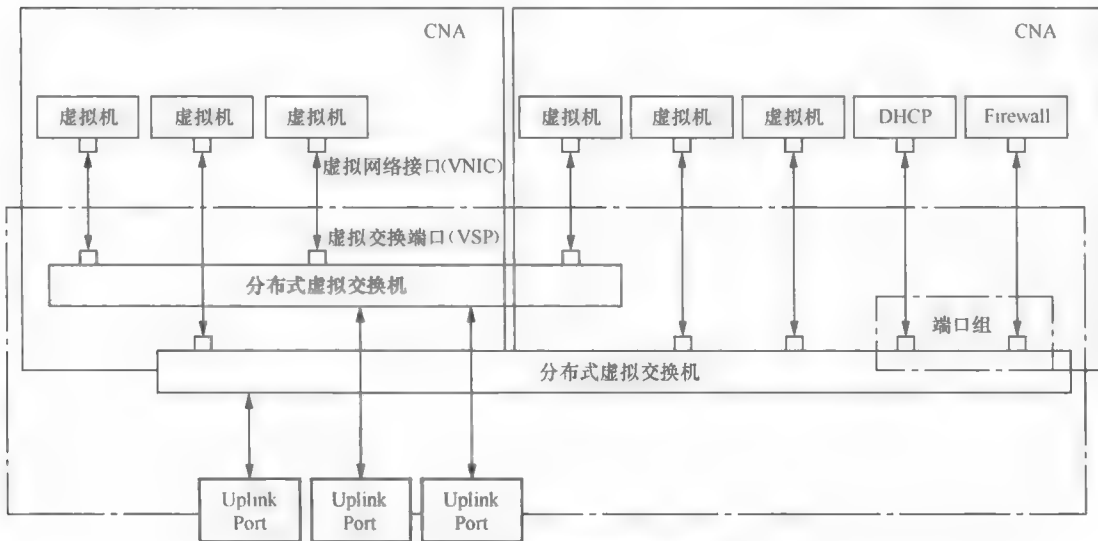 CNA
CNA
虚拟机
虚拟机
虚拟机
虚拟机
虚拟机
虚拟机
DHCP
Firewall
虚拟网络接口(VNIC)
虚拟交换端口(VSP)
分布式虚拟交换机
端口组
分布式虚拟交换机
Uplink
Port
Uplink
Port
Uplink
Port